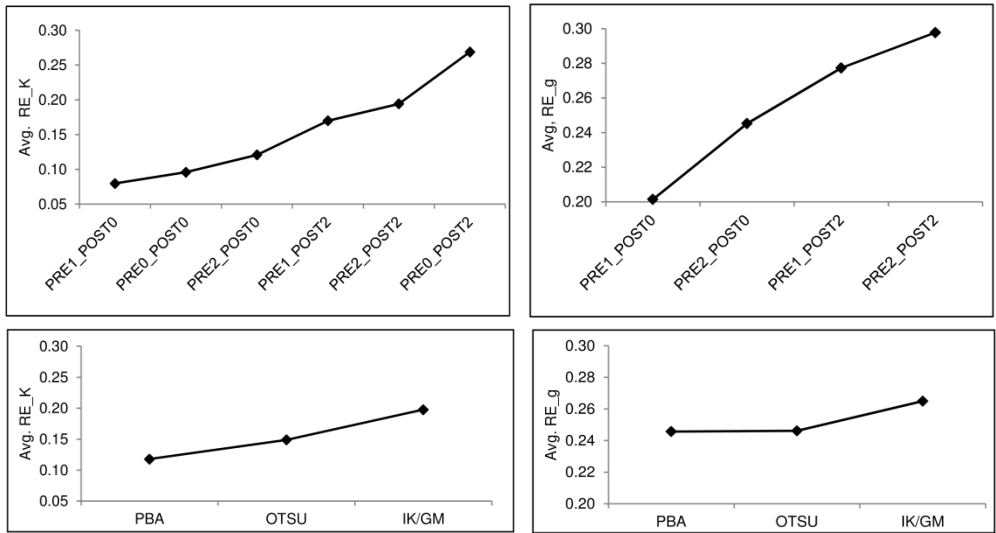 0.30
0.25
0.20
0.15
0.10
0.05
Avg. RE_K
PRE1_POST0
PRE0_POST0
PRE2_POST0
PRE1_POST2
PRE2_POST2
PRE0_POST2
0.30
0.28
0.26
0.24
0.22
0.20
Avg, RE_g
PRE1_POST0
PRE2_POST0
PRE1_POST2
PRE2_POST2
0.30
0.25
0.20
0.15
0.10
0.05
Avg. RE_K
PBA OTSU IK/GM
0.30
0.28
0.26
0.24
0.22
0.20
Avg. RE_g
PBA OTSU IK/GM